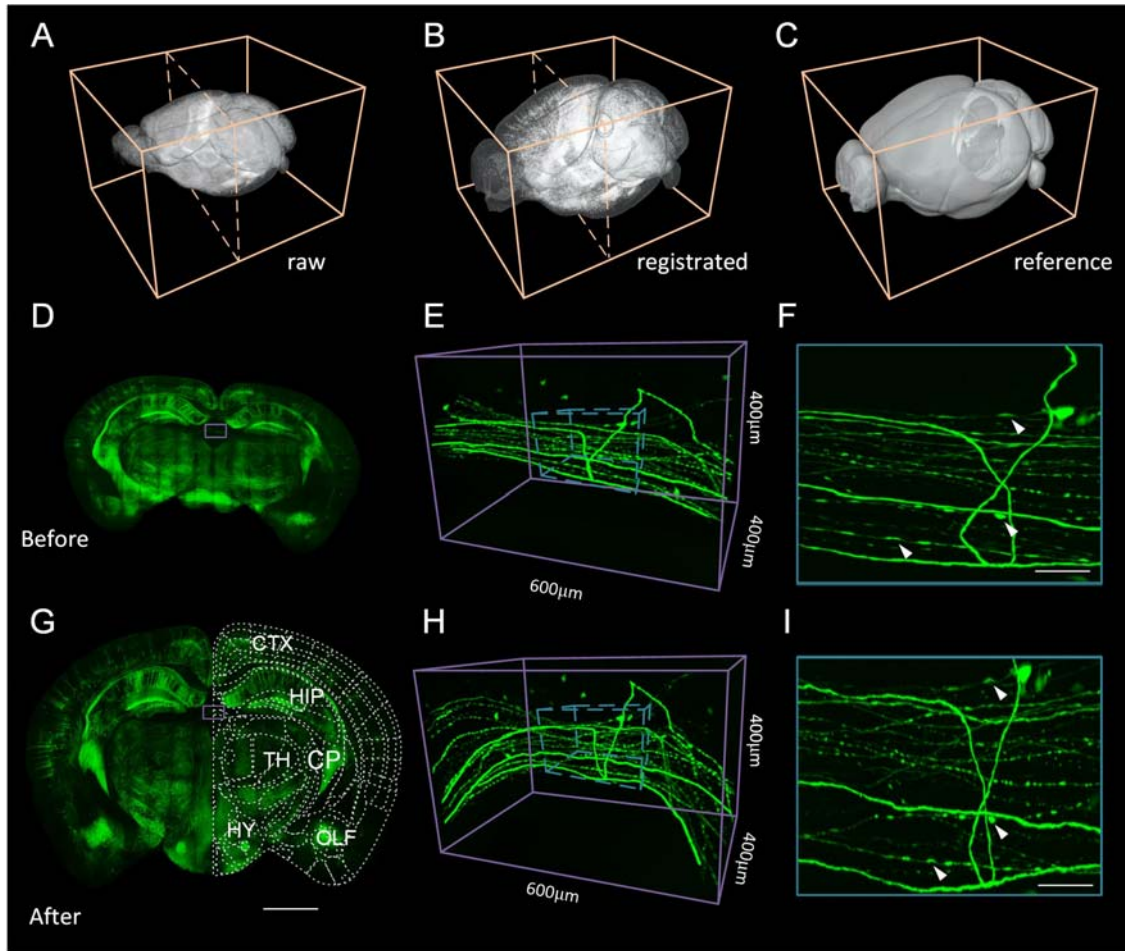 A
B
C
raw
registrated
reference
D
E
F
Before
400μm
400μm
600μm
G
H
I
CTX
HIP
TH
CP
HY
OLF
After
400μm
400μm
600μm